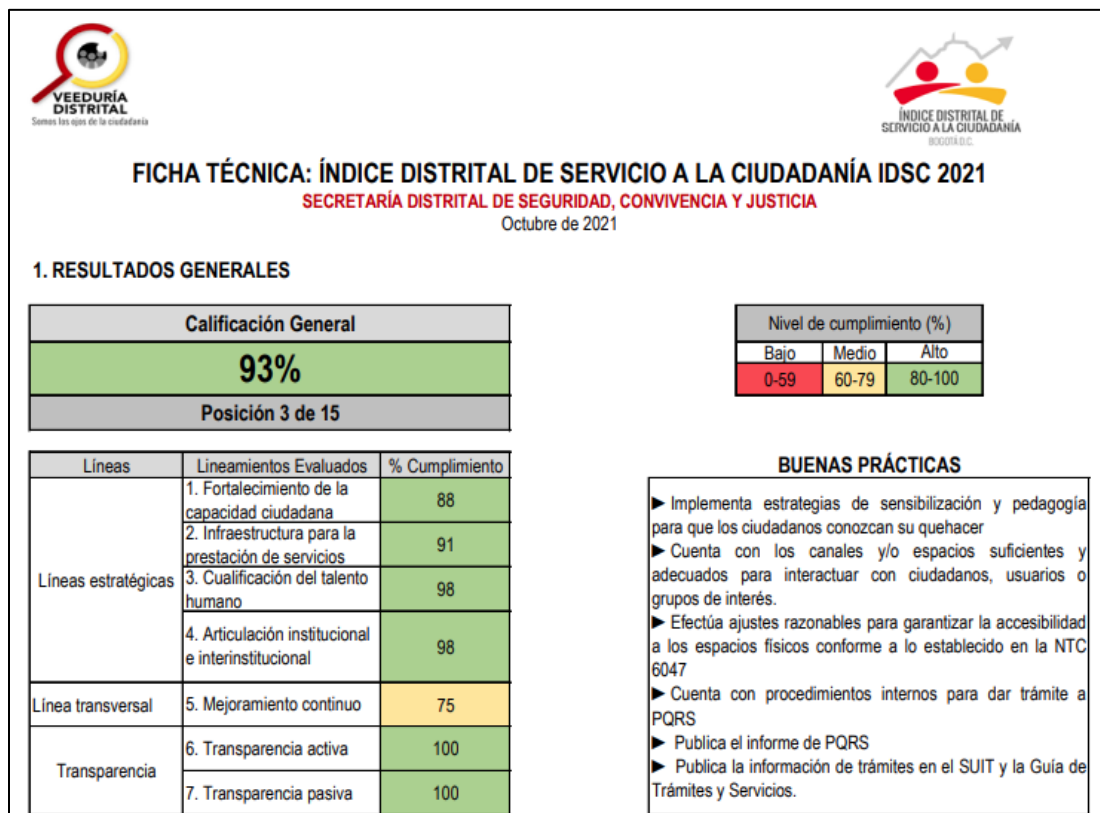 VEEDURÍA
DISTRITAL
Somos los ojos de la ciudadanía
ÍNDICE DISTRITAL DE
SERVICIO A LA CIUDADANÍA
BOGOTÁ D.C.
FICHA TÉCNICA: ÍNDICE DISTRITAL DE SERVICIO A LA CIUDADANÍA IDSC 2021
SECRETARÍA DISTRITAL DE SEGURIDAD, CONVIVENCIA Y JUSTICIA
Octubre de 2021
1. RESULTADOS GENERALES
Calificación General
93%
Posición 3 de 15
Nivel de cumplimiento (%)
Bajo Medio Alto
0-59 60-79 80-100
Líneas Lineamientos Evaluados % Cumplimiento
Líneas estratégicas
1. Fortalecimiento de la
capacidad ciudadana
88
2. Infraestructura para la
prestación de servicios
91
3. Cualificación del talento
humano
98
4. Articulación institucional
e interinstitucional
98
Línea transversal 5. Mejoramiento continuo 75
Transparencia
6. Transparencia activa 100
7. Transparencia pasiva 100
BUENAS PRÁCTICAS
► Implementa estrategias de sensibilización y pedagogía
para que los ciudadanos conozcan su quehacer
► Cuenta con los canales y/o espacios suficientes y
adecuados para interactuar con ciudadanos, usuarios o
grupos de interés.
► Efectúa ajustes razonables para garantizar la accesibilidad
a los espacios físicos conforme a lo establecido en la NTC
6047
► Cuenta con procedimientos internos para dar trámite a
PQRS
► Publica el informe de PQRS
► Publica la información de trámites en el SUIT y la Guía de
Trámites y Servicios.